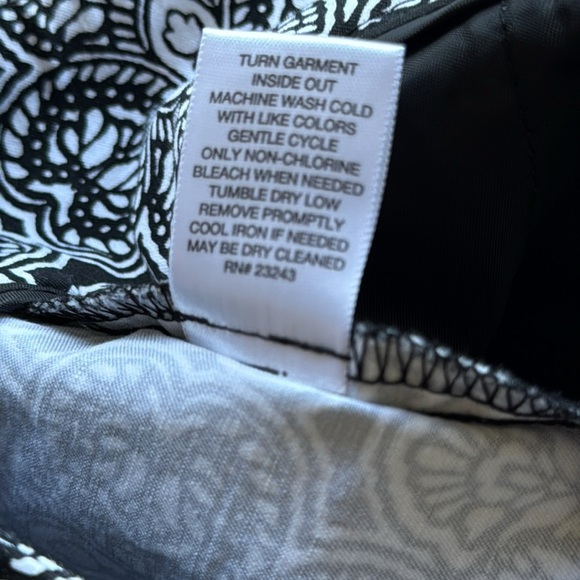 TURN GARMENT
INSIDE OUT
MACHINE WASH COLD
WITH LIKE COLORS
GENTLE CYCLE
ONLY NON-CHLORINE
BLEACH WHEN NEEDED
TUMBLE DRY LOW
REMOVE PROMPTLY
COOL IRON IF NEEDED
MAY BE DRY CLEANED
RN# 23243